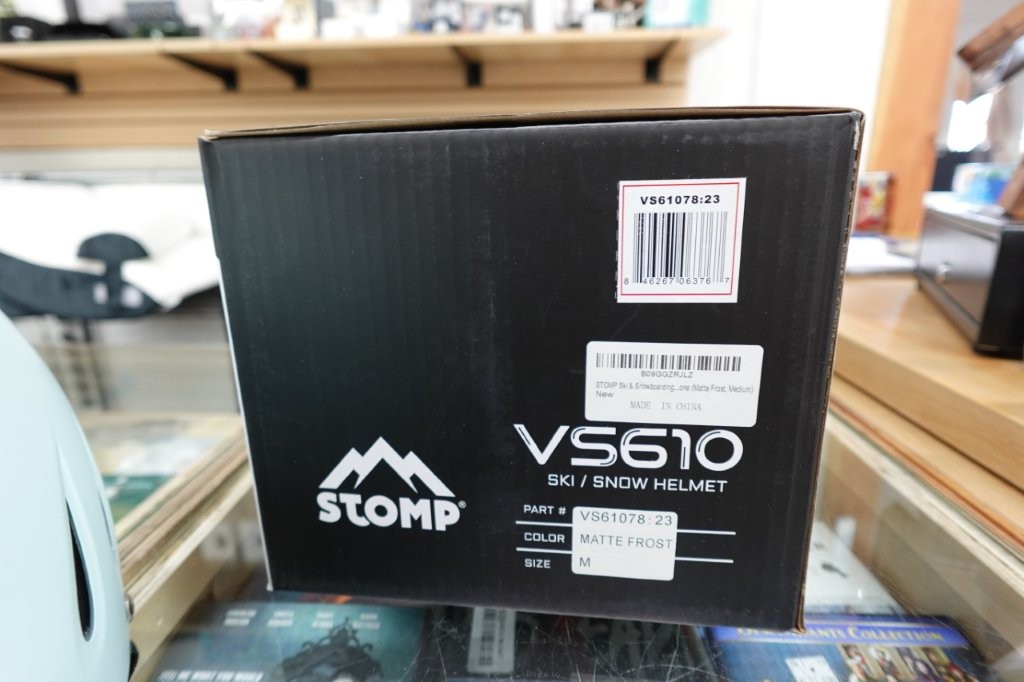 VS61078:23
8 46267 06376 7
B09GGZRJLZ
STOMP Ski & Snowboarding...one (Matte Frost, Medium)
New
MADE IN CHINA
VS610
SKI / SNOW HELMET
STOMP®
PART # VS61078:23
COLOR MATTE FROST
SIZE M
COLLECTION